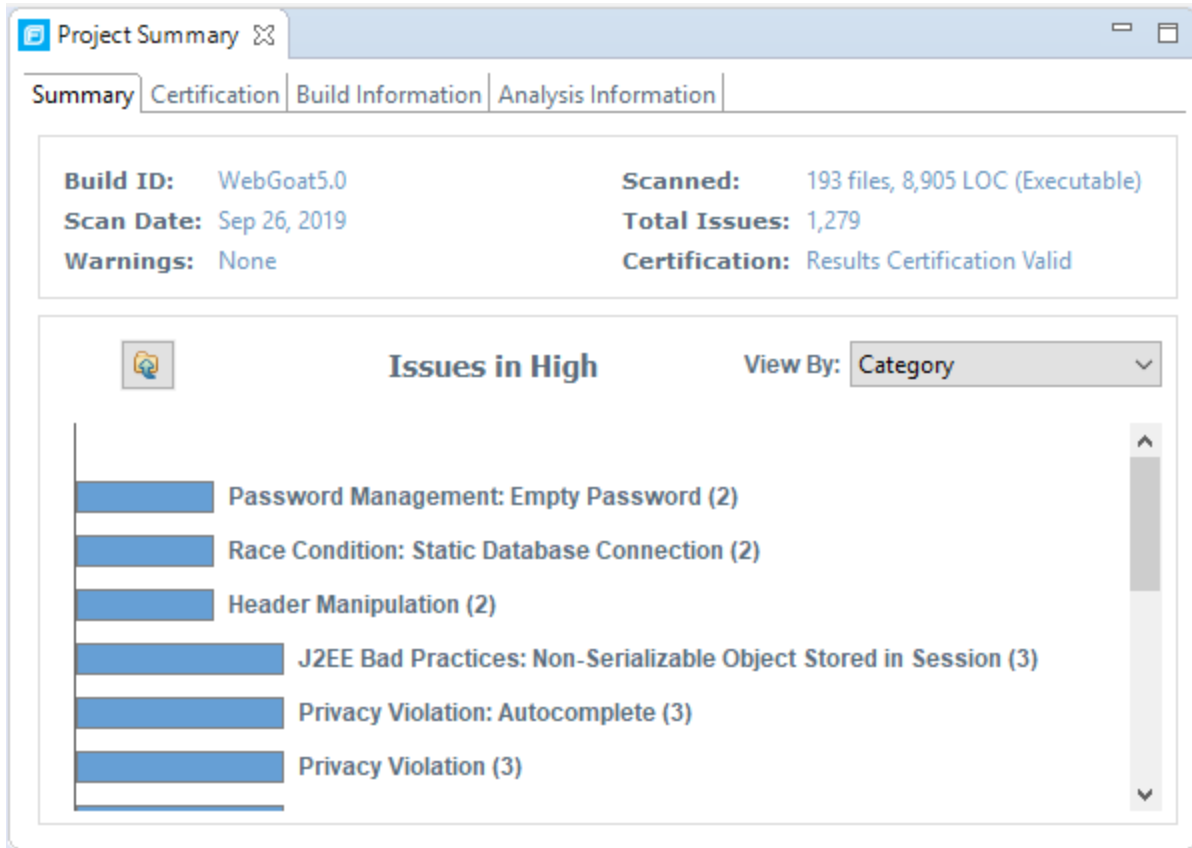 Project Summary
Summary Certification Build Information Analysis Information
Build ID: WebGoat5.0 Scanned: 193 files, 8,905 LOC (Executable)
Scan Date: Sep 26, 2019 Total Issues: 1,279
Warnings: None Certification: Results Certification Valid
Issues in High View By: Category
Password Management: Empty Password (2)
Race Condition: Static Database Connection (2)
Header Manipulation (2)
J2EE Bad Practices: Non-Serializable Object Stored in Session (3)
Privacy Violation: Autocomplete (3)
Privacy Violation (3)